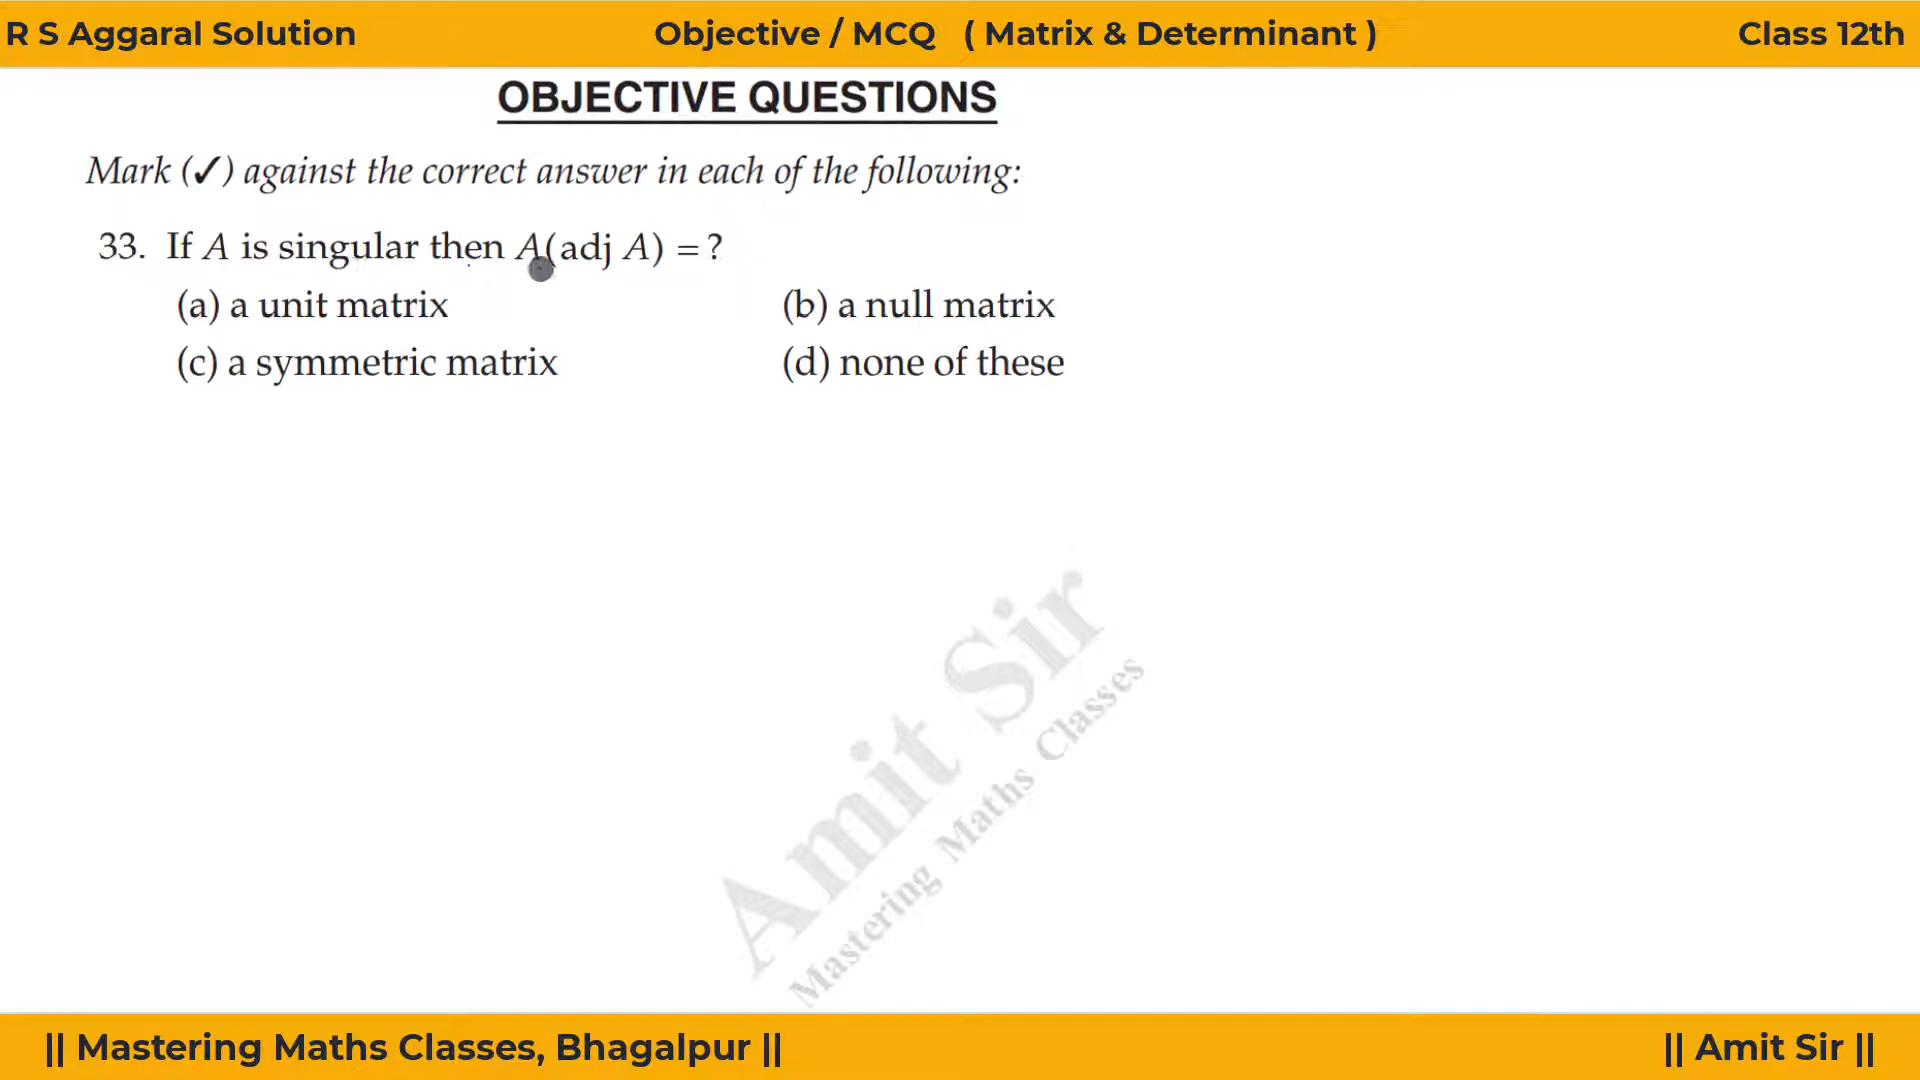 R S Aggaral Solution
Objective / MCQ ( Matrix & Determinant )
Class 12th
OBJECTIVE QUESTIONS
Mark (✓) against the correct answer in each of the following:
33. If A is singular then A(adj A) = ?
(a) a unit matrix
(b) a null matrix
(c) a symmetric matrix
(d) none of these
Amit Sir
Mastering Maths Classes
|| Mastering Maths Classes, Bhagalpur ||
|| Amit Sir ||